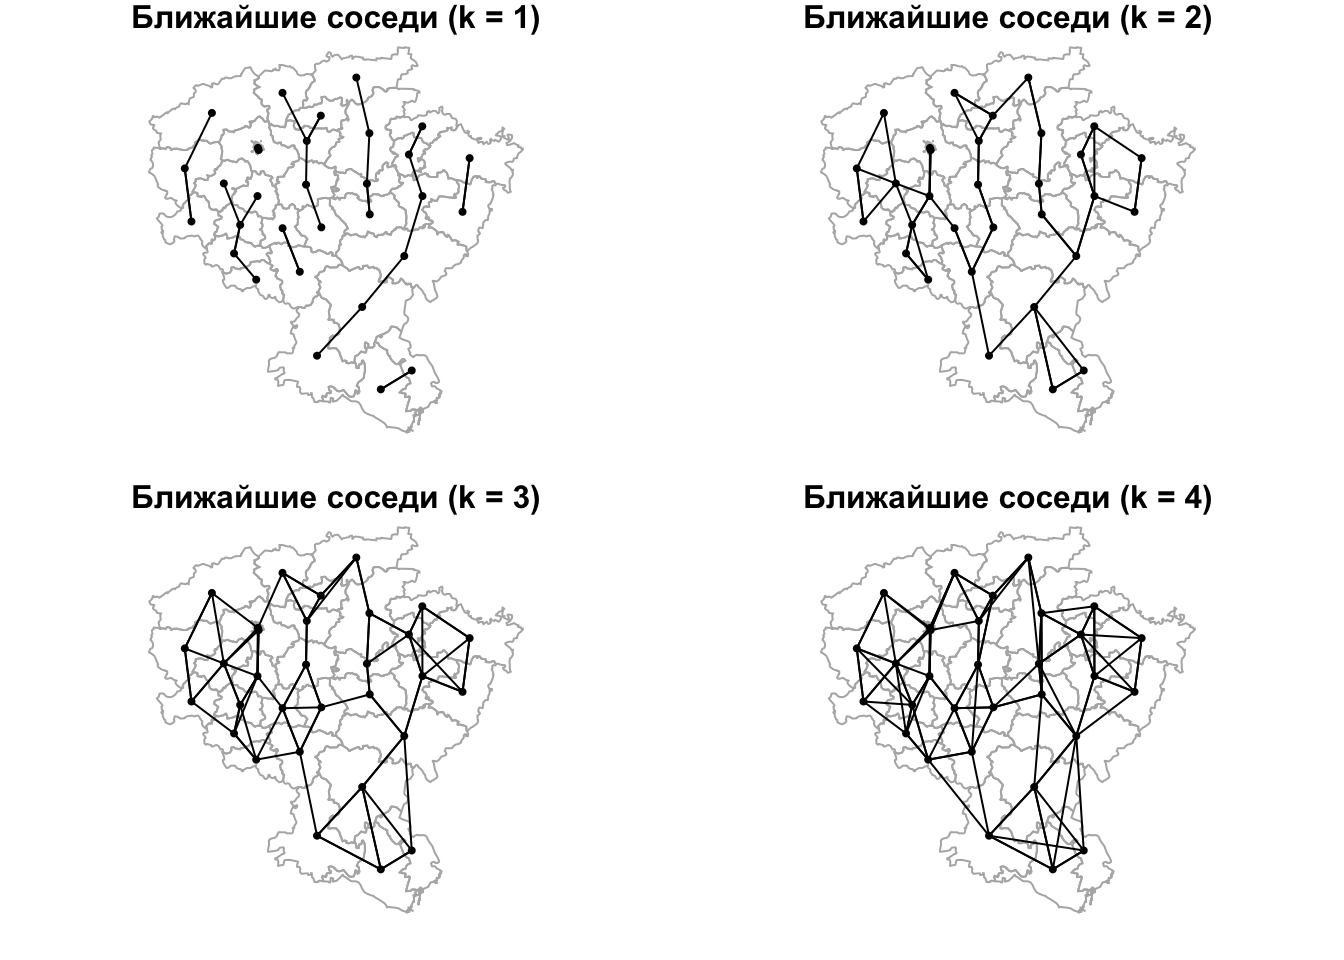 Ближайшие соседи (k = 1)
Ближайшие соседи (k = 2)
Ближайшие соседи (k = 3)
Ближайшие соседи (k = 4)